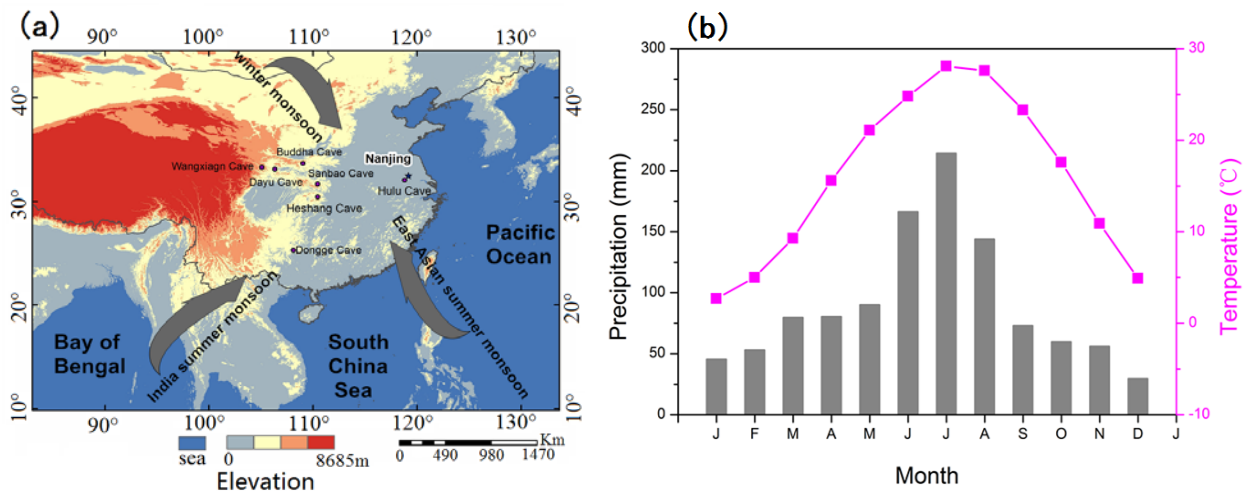 (a)
90° 100° 110° 120° 130°
40° 40°
30° 30°
20° 20°
10° 10°
winter monsoon
Nanjing
Buddha Cave
Wangxiagn Cave
Dayu Cave
Sanbao Cave
Hulu Cave
Heshang Cave
Dongge Cave
East Asian summer monsoon
India summer monsoon
Pacific
Ocean
Bay of
Bengal
South
China
Sea
90° 100° 110° 120° 130°
sea
0 8685m
Elevation
Km
0 490 980 1470
(b)
Precipitation (mm)
300
250
200
150
100
50
0
Temperature (℃)
30
20
10
0
-10
J F M A M J J A S O N D J
Month